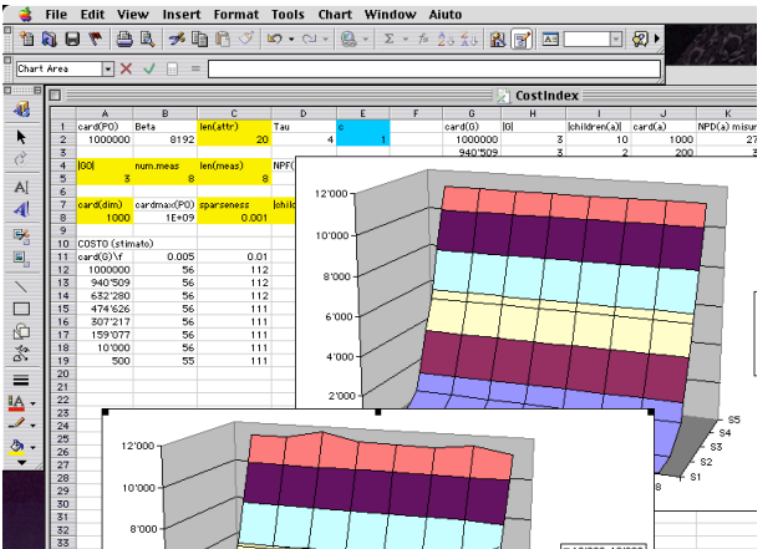 File Edit View Insert Format Tools Chart Window Aiuto
Chart Area
=
CostIndex
A B C D E F G H I J K
1 card(P0) Beta len(attr) Tau c card(G) |G| |children(a)| card(a) NPD(a) misur
2 1000000 8192 20 4 1 1000000 3 10 1000 27
3 940'509 3 2 200 3
4 |G0| num.meas len(meas) NPF(
5 3 8 8
6
7 card(dim) cardmax(P0) sparseness |child
8 1000 1E+09 0.001
9
10 COSTO (stimato)
11 card(G)\f 0.005 0.01
12 1000000 56 112
13 940'509 56 112
14 632'280 56 112
15 474'626 56 111
16 307'217 56 111
17 159'077 56 111
18 10'000 56 111
19 500 55 111
20
21
22
23
24
25
26
27
28
29
30
31
32
33
12'000
10'000
8'000
6'000
4'000
2'000
S5
S4
S3
S2
S1
8
12'000
10'000
8'000